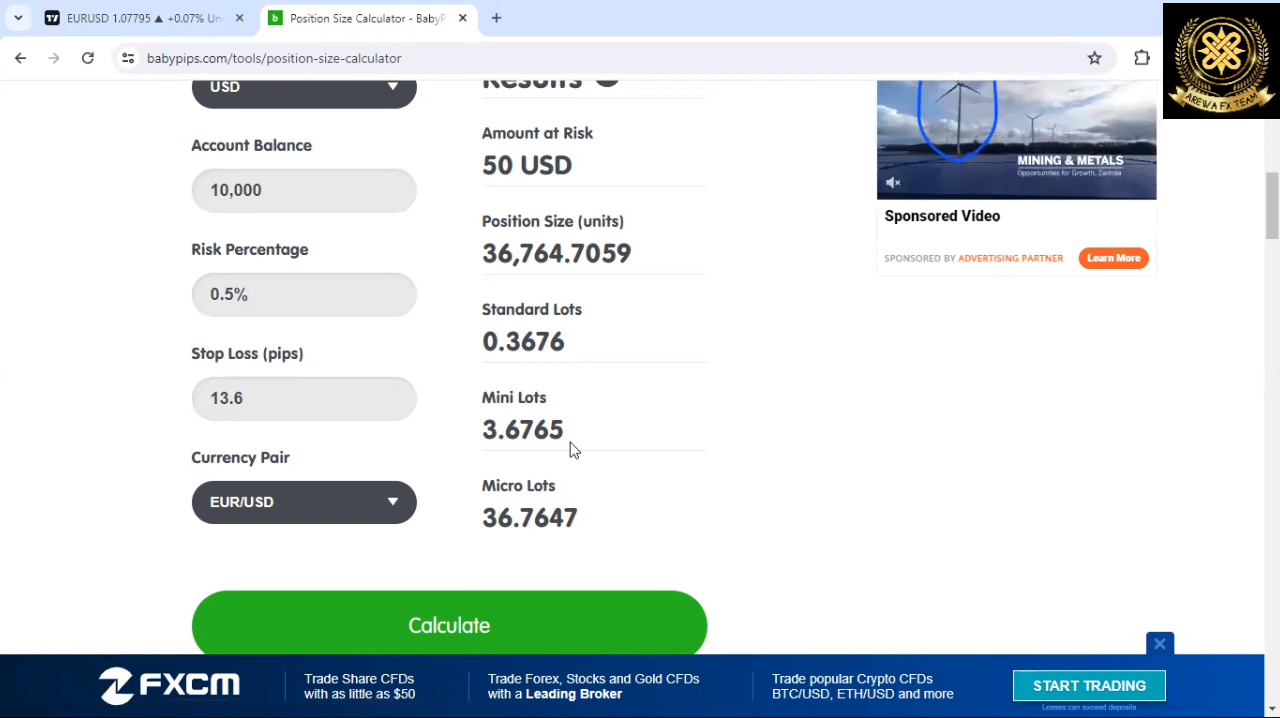 EURUSD 1.07795 ▲ +0.07% Un
Position Size Calculator - BabyP
babypips.com/tools/position-size-calculator
AREWA FX TEAM
USD
Account Balance
10,000
Risk Percentage
0.5%
Stop Loss (pips)
13.6
Currency Pair
EUR/USD
Results
Amount at Risk
50 USD
Position Size (units)
36,764.7059
Standard Lots
0.3676
Mini Lots
3.6765
Micro Lots
36.7647
Calculate
MINING & METALS
Opportunities for Growth, Zambia
Sponsored Video
SPONSORED BY ADVERTISING PARTNER
Learn More
FXCM
Trade Share CFDs
with as little as $50
Trade Forex, Stocks and Gold CFDs
with a Leading Broker
Trade popular Crypto CFDs
BTC/USD, ETH/USD and more
START TRADING
Losses can exceed deposits